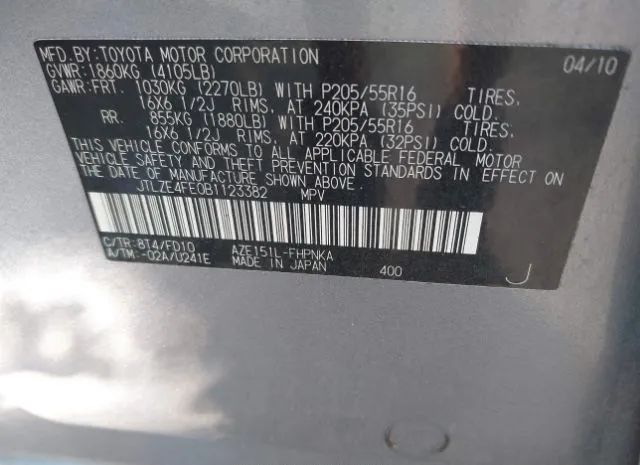 MFD.BY:TOYOTA MOTOR CORPORATION 04/10
GVWR:1860KG (4105LB)
GAWR:FRT. 1030KG (2270LB) WITH P205/55R16 TIRES,
16X6 1/2J RIMS, AT 240KPA (35PSI) COLD.
RR. 855KG (1880LB) WITH P205/55R16 TIRES,
16X6 1/2J RIMS, AT 220KPA (32PSI) COLD.
THIS VEHICLE CONFORMS TO ALL APPLICABLE FEDERAL MOTOR
VEHICLE SAFETY AND THEFT PREVENTION STANDARDS IN EFFECT ON
THE DATE OF MANUFACTURE SHOWN ABOVE.
JTLZE4FE0B1123382 MPV
C/TR:8T4/FD10 AZE151L-FHPNKA
A/TM:-02A/U241E MADE IN JAPAN 400 J